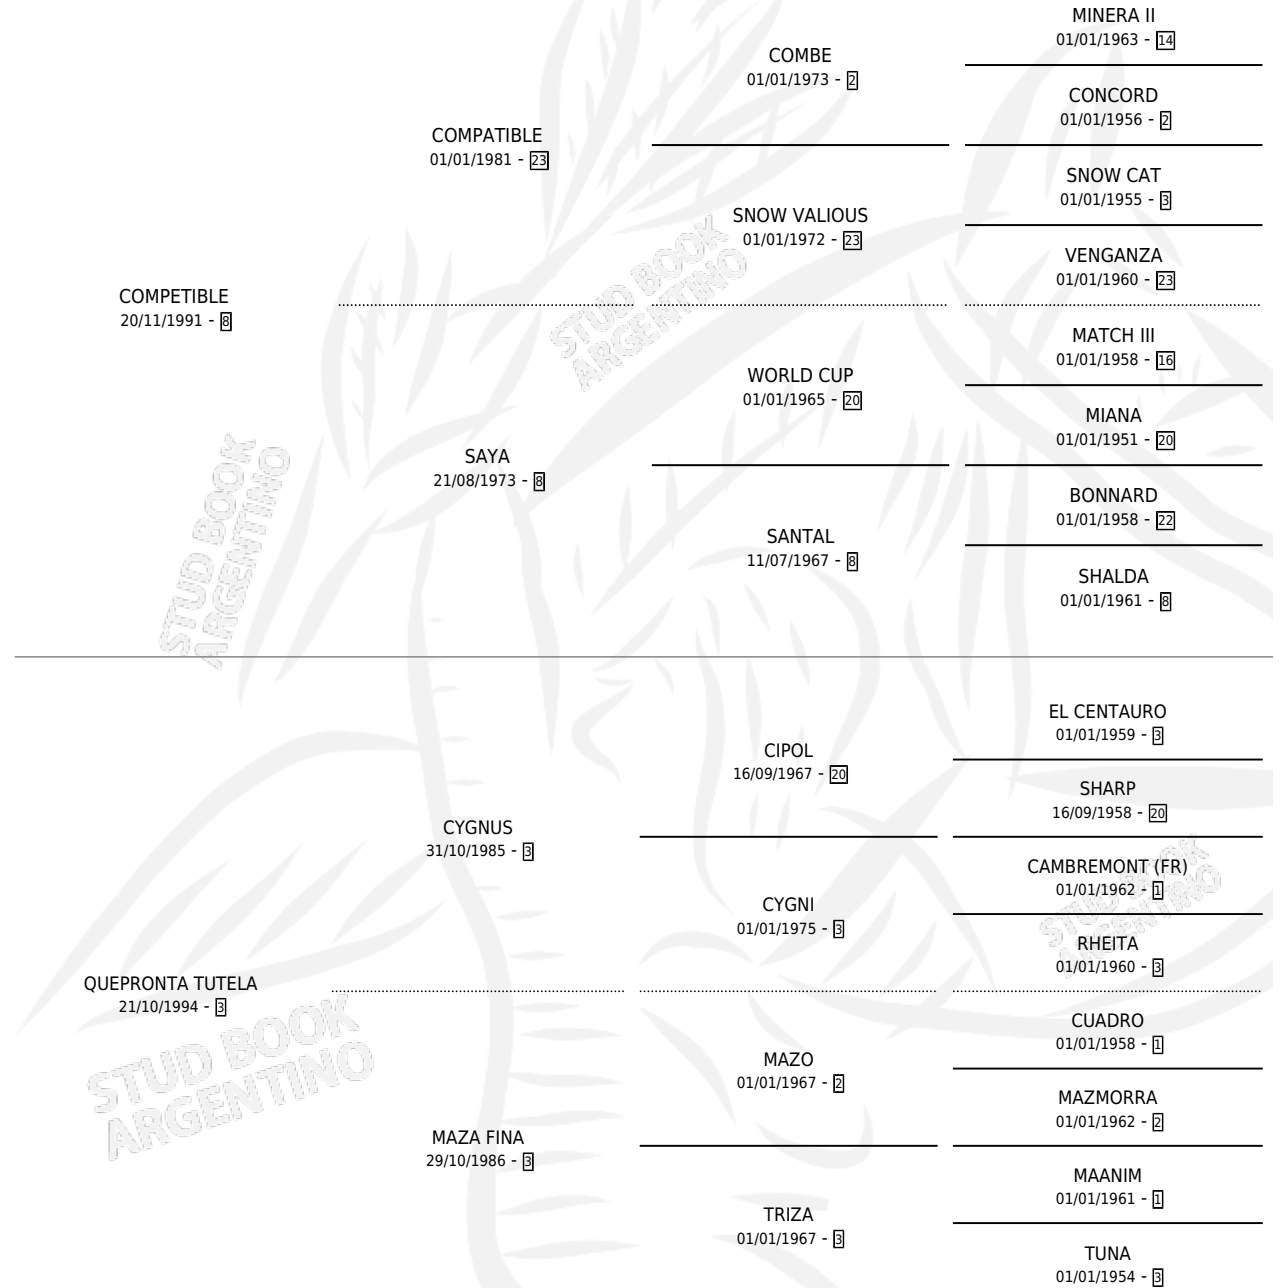 MINERA II
01/01/1963 - 14
COMBE
01/01/1973 - 2
CONCORD
01/01/1956 - 2
COMPATIBLE
01/01/1981 - 23
SNOW CAT
01/01/1955 - 3
SNOW VALIOUS
01/01/1972 - 23
VENGANZA
01/01/1960 - 23
COMPETIBLE
20/11/1991 - 8
STUD BOOK
ARGENTINO
MATCH III
01/01/1958 - 16
WORLD CUP
01/01/1965 - 20
MIANA
01/01/1951 - 20
SAYA
21/08/1973 - 8
BONNARD
01/01/1958 - 22
SANTAL
11/07/1967 - 8
SHALDA
01/01/1961 - 8
STUD BOOK
ARGENTINO
EL CENTAURO
01/01/1959 - 3
CIPOL
16/09/1967 - 20
SHARP
16/09/1958 - 20
CYGNUS
31/10/1985 - 3
CAMBREMONT (FR)
01/01/1962 - 1
CYGNI
01/01/1975 - 3
RHEITA
01/01/1960 - 3
STUD BOOK
ARGENTINO
QUEPRONTA TUTELA
21/10/1994 - 3
CUADRO
01/01/1958 - 1
MAZO
01/01/1967 - 2
MAZMORRA
01/01/1962 - 2
STUD BOOK
ARGENTINO
MAZA FINA
29/10/1986 - 3
MAANIM
01/01/1961 - 1
TRIZA
01/01/1967 - 3
TUNA
01/01/1954 - 3